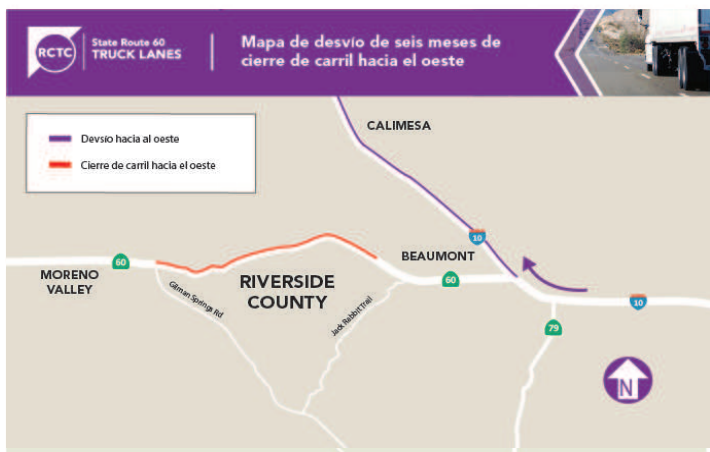 RCTC
State Route 60
TRUCK LANES
Mapa de desvío de seis meses de
cierre de carril hacia el oeste
Devsío hacia al oeste
Cierre de carril hacia el oeste
CALIMESA
10
BEAUMONT
60
MORENO
VALLEY
RIVERSIDE
COUNTY
60
Gilman Springs Rd
Jack Rabbit Trail
10
79
N